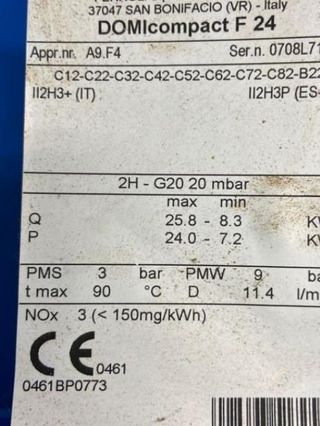 37047 SAN BONIFACIO (VR) - Italy
DOMIcompact F 24
Appr.nr. A9.F4 Ser.n. 0708L71
C12-C22-C32-C42-C52-C62-C72-C82-B22
II2H3+ (IT) II2H3P (ES-
2H - G20 20 mbar
max min
Q 25.8 - 8.3
P 24.0 - 7.2
PMS 3 bar PMW 9 ba
t max 90 °C D 11.4 l/m
NOx 3 (< 150mg/kWh)
CE 0461
0461BP0773